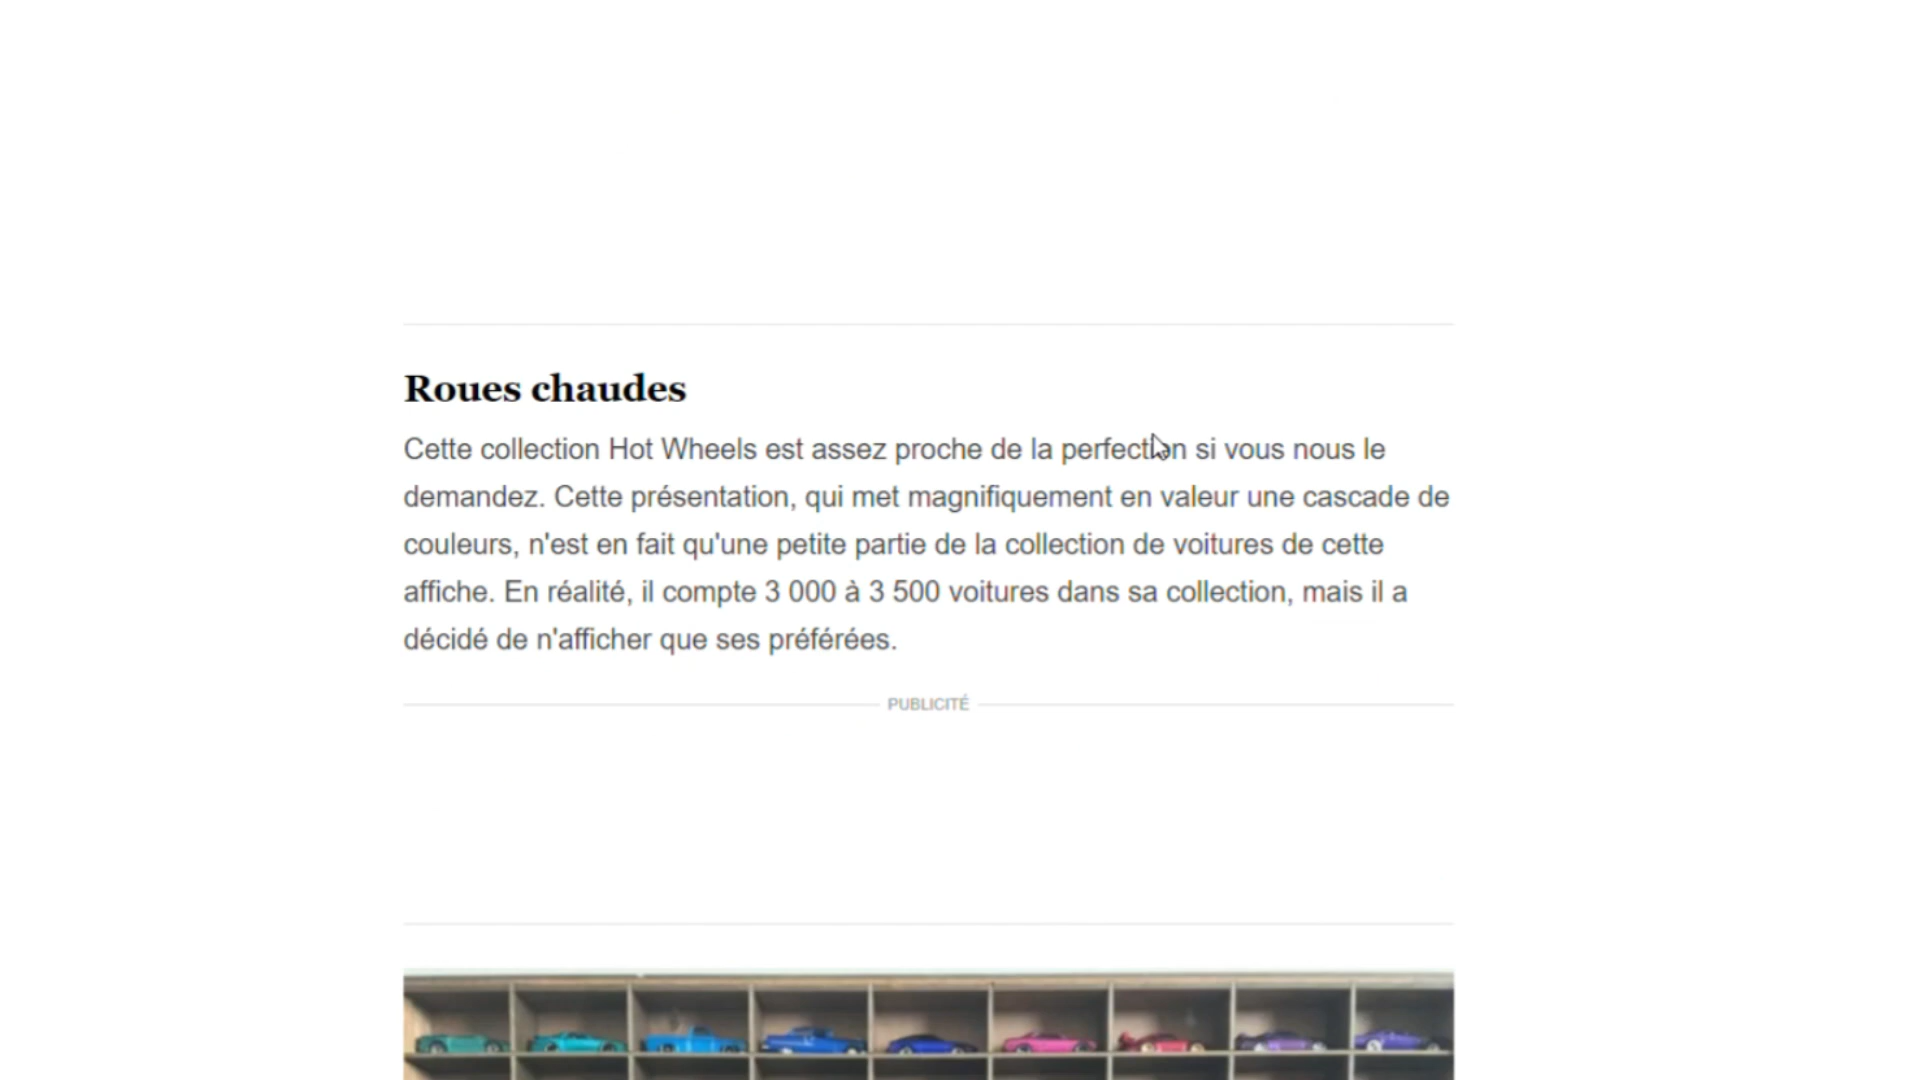 Roues chaudes
Cette collection Hot Wheels est assez proche de la perfection si vous nous le
demandez. Cette présentation, qui met magnifiquement en valeur une cascade de
couleurs, n'est en fait qu'une petite partie de la collection de voitures de cette
affiche. En réalité, il compte 3 000 à 3 500 voitures dans sa collection, mais il a
décidé de n'afficher que ses préférées.
PUBLICITÉ